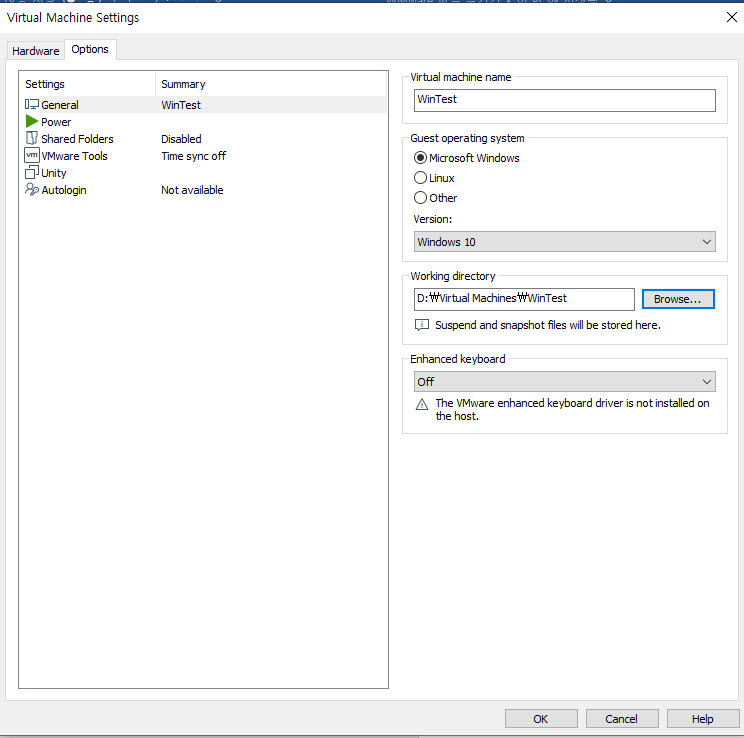 Virtual Machine Settings
Hardware
Options
Settings Summary
General WinTest
Power
Shared Folders Disabled
vm VMware Tools Time sync off
Unity
Autologin Not available
Virtual machine name
WinTest
Guest operating system
Microsoft Windows
Linux
Other
Version:
Windows 10
Working directory
D:₩Virtual Machines₩WinTest
Browse...
Suspend and snapshot files will be stored here.
Enhanced keyboard
Off
The VMware enhanced keyboard driver is not installed on
the host.
OK
Cancel
Help